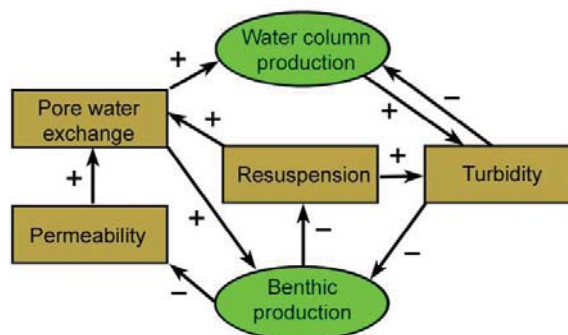 Water column
production
+
+
−
Pore water
exchange
+
Resuspension
+
Turbidity
+
+
−
−
Permeability
−
Benthic
production